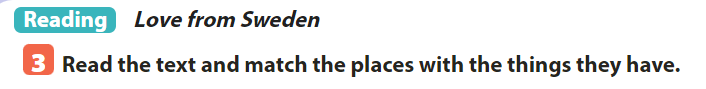 Reading Love from Sweden
3 Read the text and match the places with the things they have.